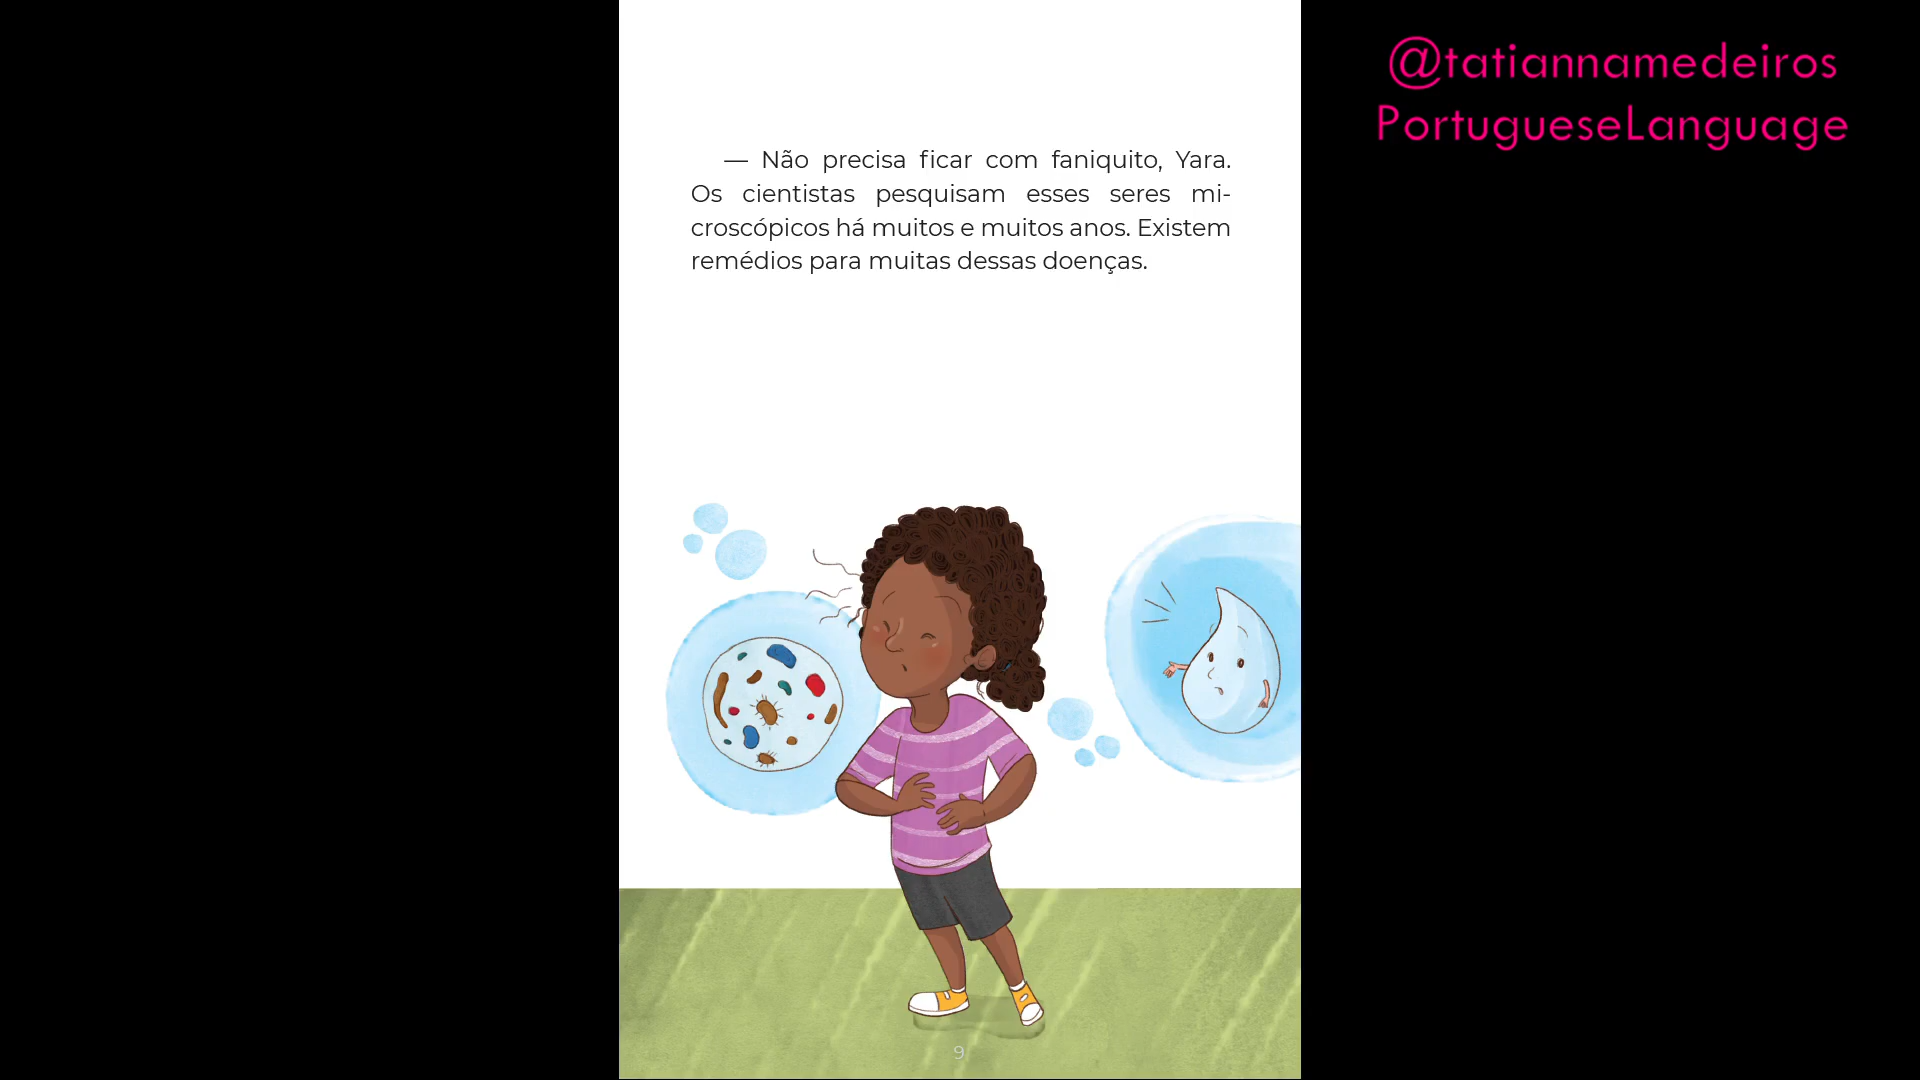 @tatiannamedeiros
PortugueseLanguage
— Não precisa ficar com faniquito, Yara.
Os cientistas pesquisam esses seres mi-
croscópicos há muitos e muitos anos. Existem
remédios para muitas dessas doenças.
9